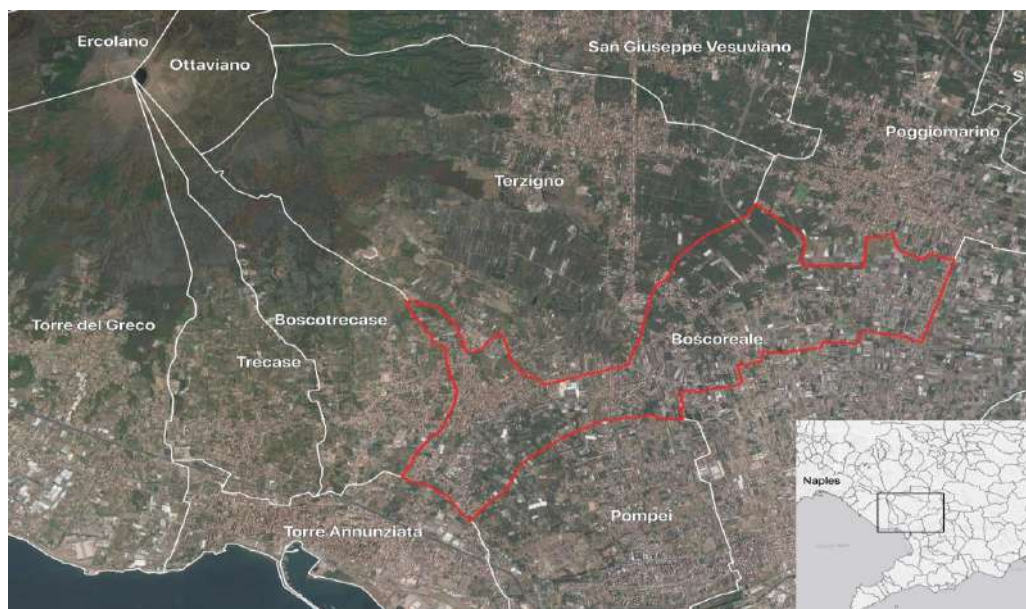 Ercolano
Ottaviano
San Giuseppe Vesuviano
S
Poggiomarino
Terzigno
Torre del Greco
Boscotrecase
Trecase
Boscoreale
Torre Annunziata
Pompei
Naples